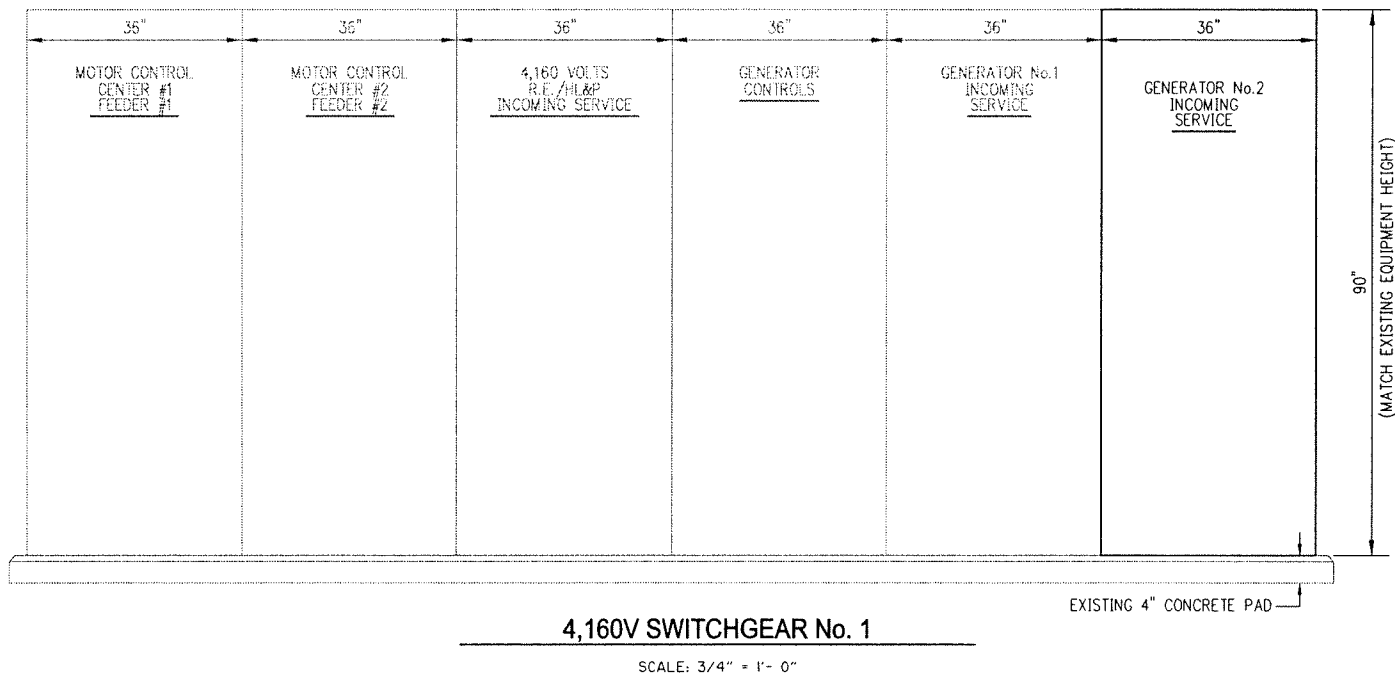 36" 36" 36" 36" 36" 36"
MOTOR CONTROL
CENTER #1
FEEDER #1
MOTOR CONTROL
CENTER #2
FEEDER #2
4,160 VOLTS
R.E./HL&P
INCOMING SERVICE
GENERATOR
CONTROLS
GENERATOR No.1
INCOMING
SERVICE
GENERATOR No.2
INCOMING
SERVICE
90"
(MATCH EXISTING EQUIPMENT HEIGHT)
EXISTING 4" CONCRETE PAD
4,160V SWITCHGEAR No. 1
SCALE: 3/4" = 1'- 0"